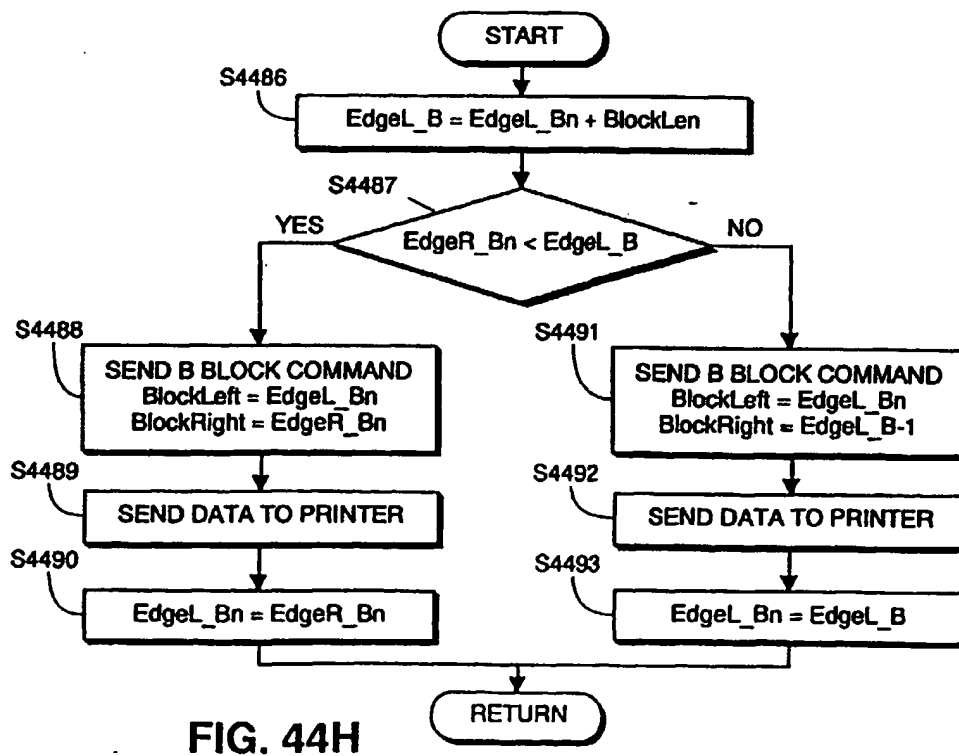 START
S4486
EdgeL_B = EdgeL_Bn + BlockLen
S4487
YES
EdgeR_Bn < EdgeL_B
NO
S4488
SEND B BLOCK COMMAND
BlockLeft = EdgeL_Bn
BlockRight = EdgeR_Bn
S4491
SEND B BLOCK COMMAND
BlockLeft = EdgeL_Bn
BlockRight = EdgeL_B-1
S4489
SEND DATA TO PRINTER
S4492
SEND DATA TO PRINTER
S4490
EdgeL_Bn = EdgeR_Bn
S4493
EdgeL_Bn = EdgeL_B
RETURN
FIG. 44H